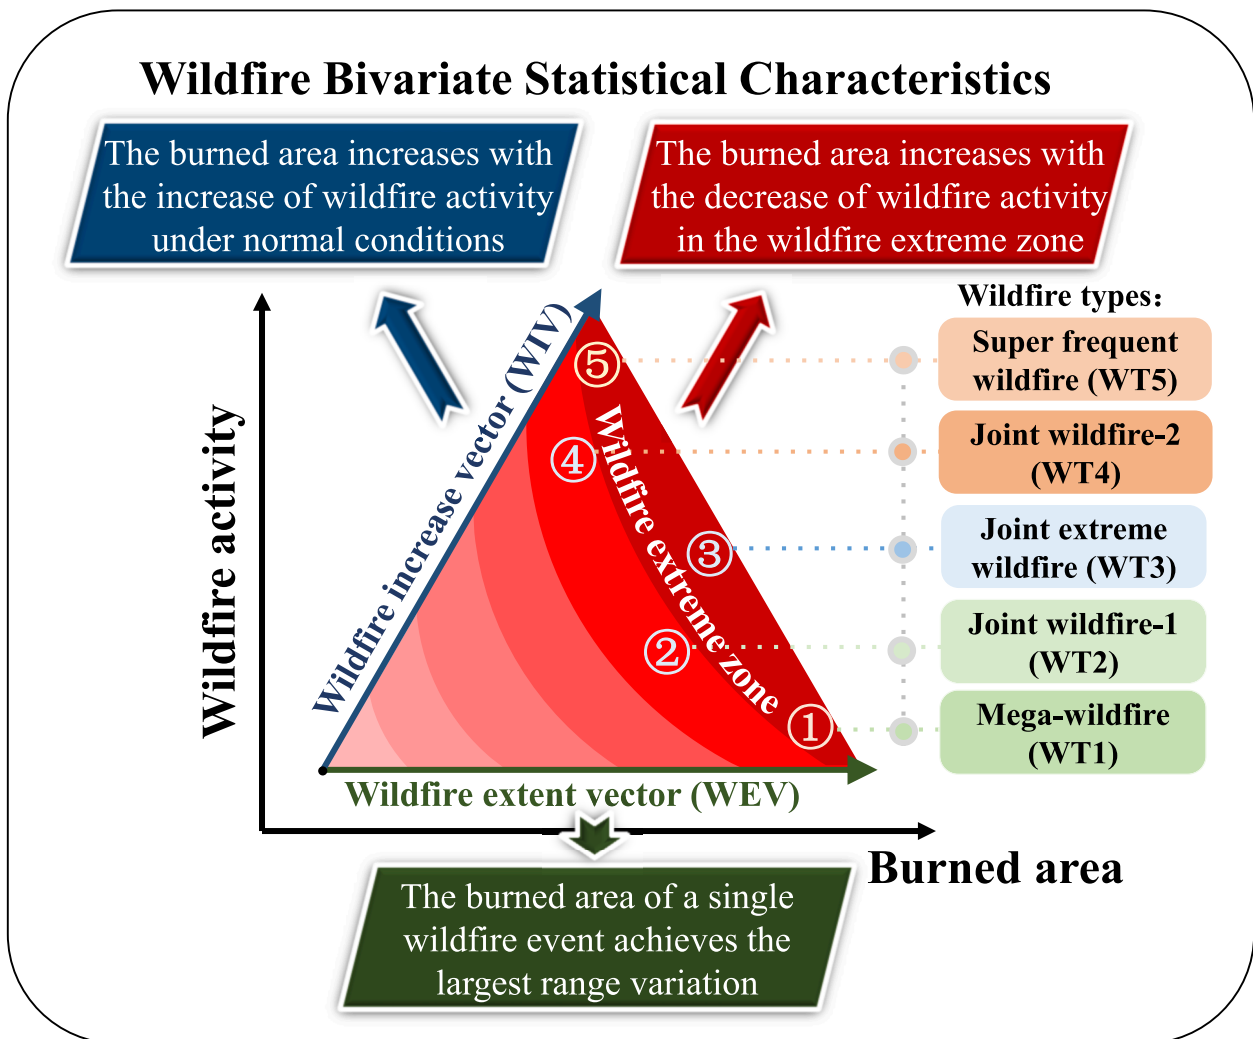 Wildfire Bivariate Statistical Characteristics
The burned area increases with
the increase of wildfire activity
under normal conditions
The burned area increases with
the decrease of wildfire activity
in the wildfire extreme zone
Wildfire activity
Wildfire increase vector (WIV)
Wildfire extreme zone
⑤
④
③
②
①
Wildfire types：
Super frequent
wildfire (WT5)
Joint wildfire-2
(WT4)
Joint extreme
wildfire (WT3)
Joint wildfire-1
(WT2)
Mega-wildfire
(WT1)
Wildfire extent vector (WEV)
Burned area
The burned area of a single
wildfire event achieves the
largest range variation